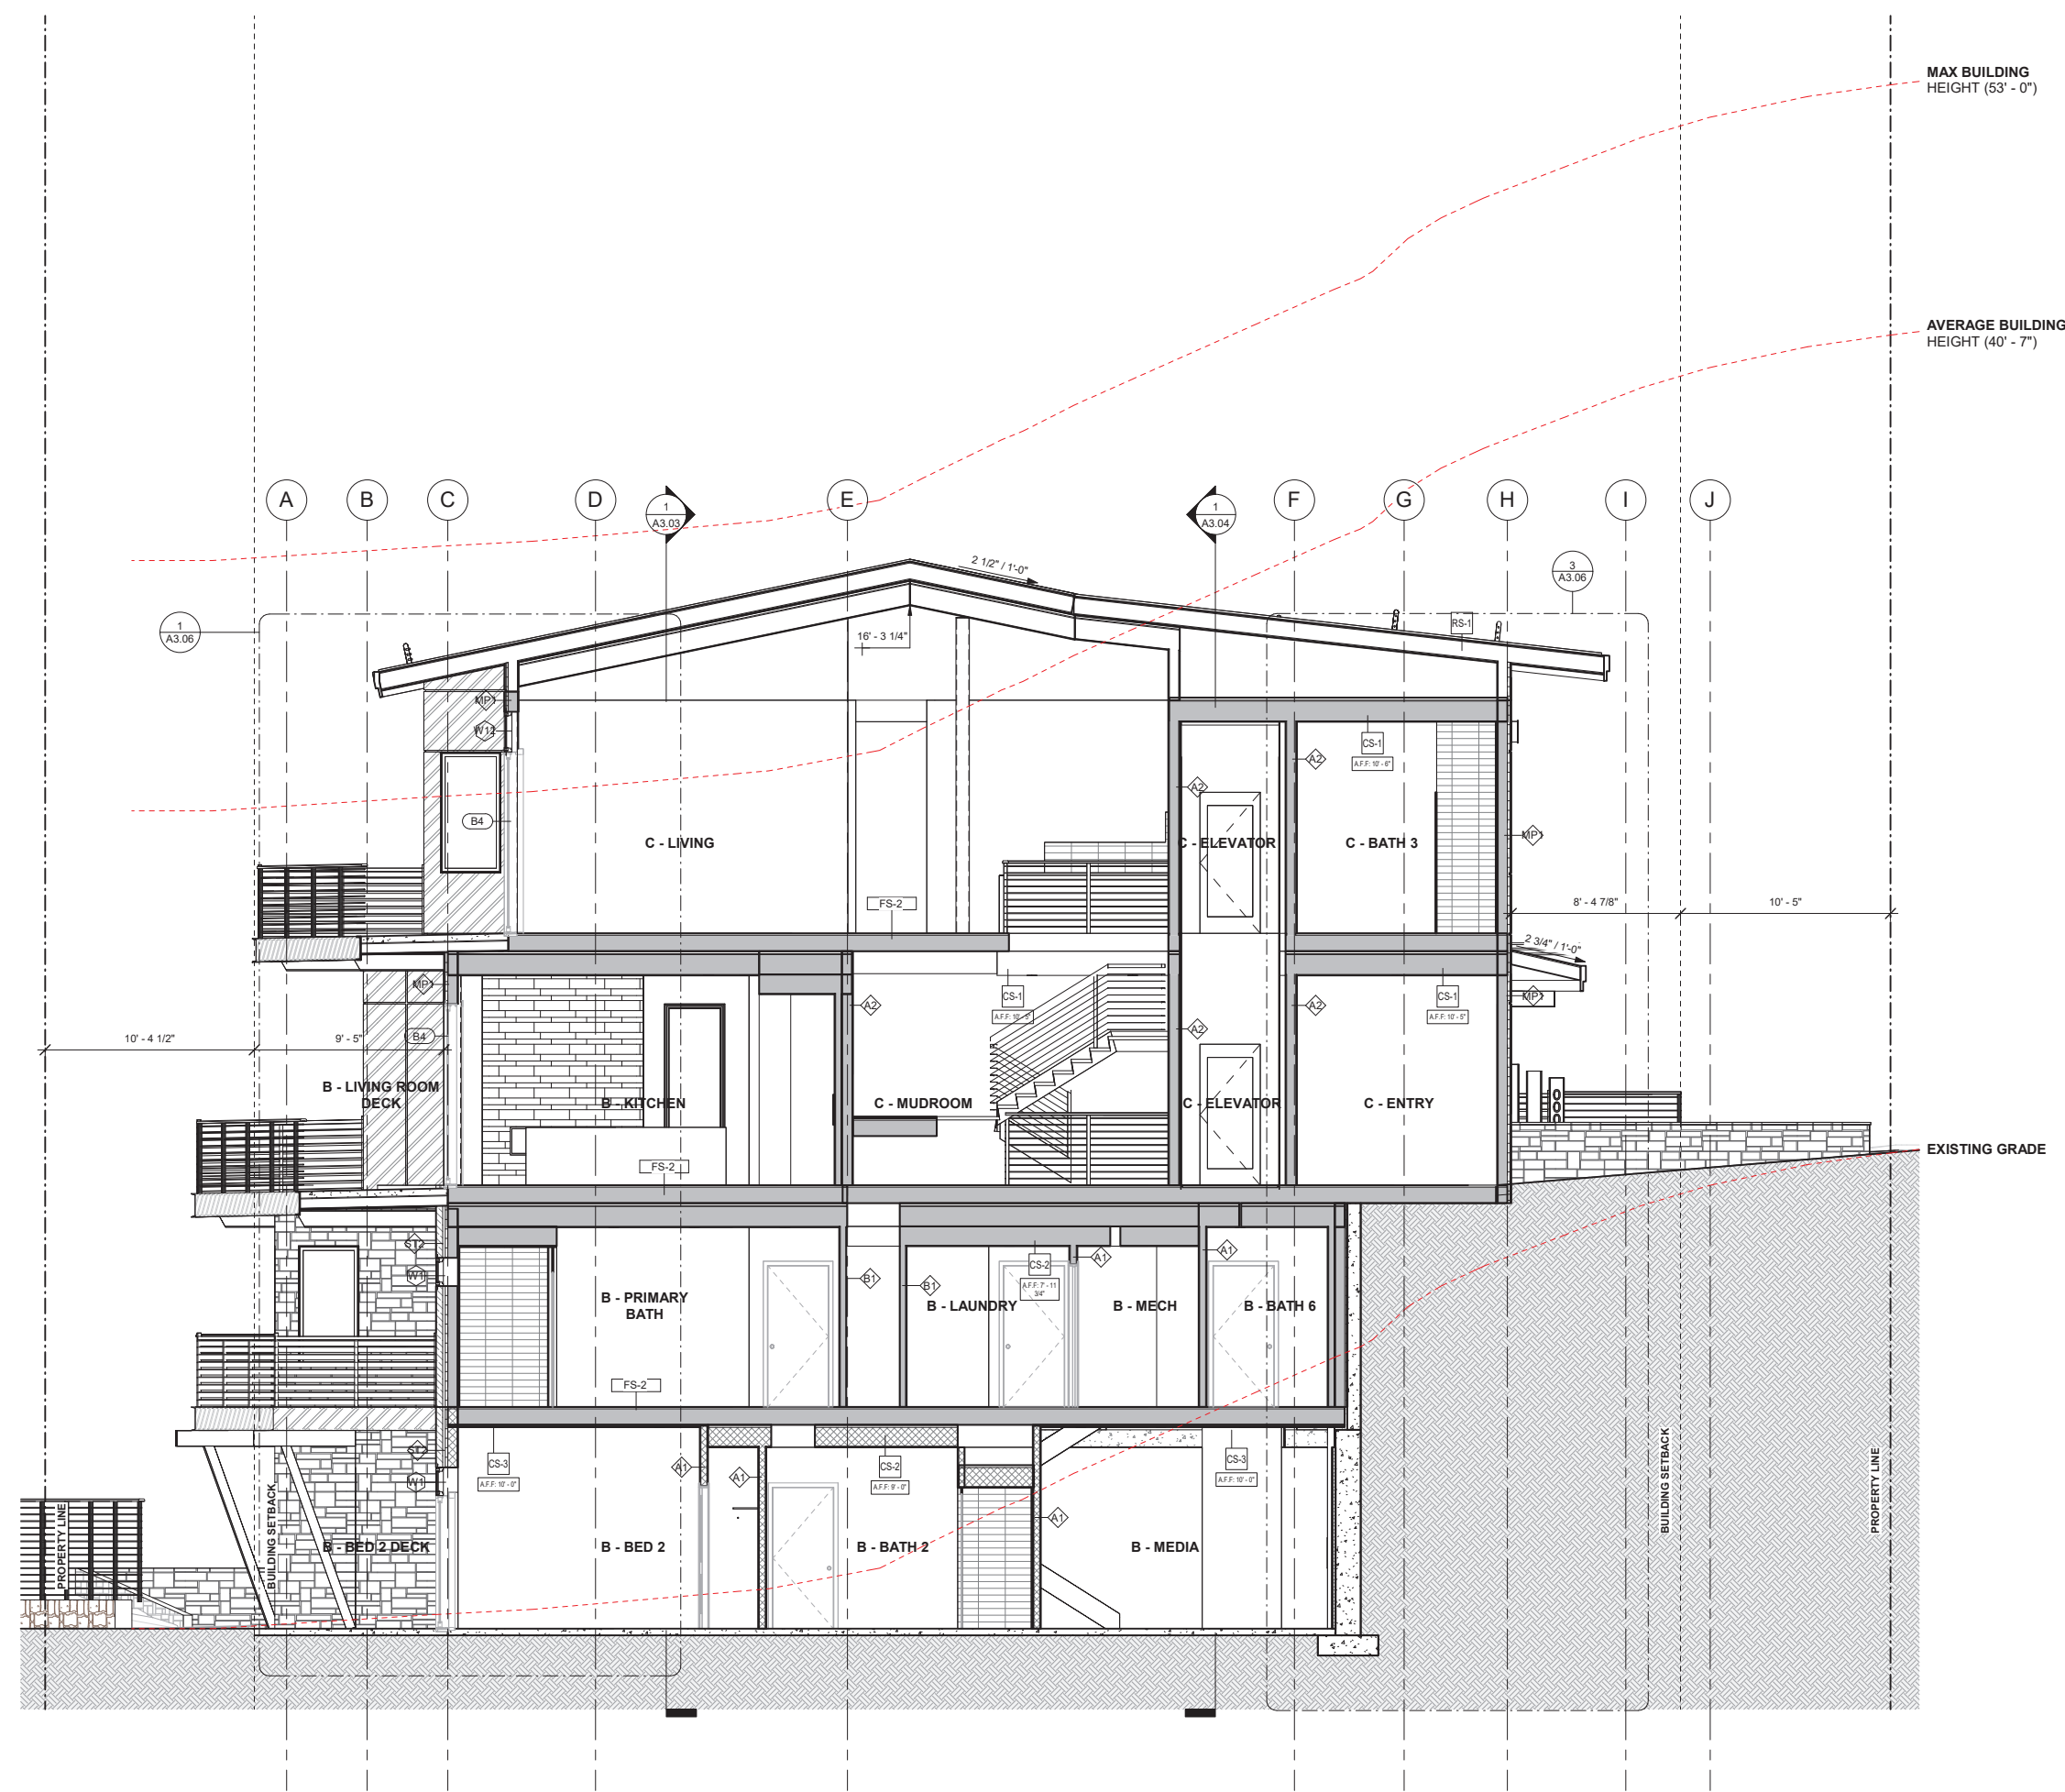 MAX BUILDING
HEIGHT (53' - 0")
AVERAGE BUILDING
HEIGHT (40' - 7")
A
B
C
D
1
A3.03
E
1
A3.04
F
G
H
I
J
2 1/2" / 1'-0"
3
A3.06
1
A3.06
RS-1
16' - 3 1/4"
MP1
W12
CS-1
A.F.F: 10' - 6"
A2
A2
B4
MP1
C - LIVING
C - ELEVATOR
C - BATH 3
FS-2
8' - 4 7/8"
10' - 5"
2 3/4" / 1'-0"
MP1
CS-1
A.F.F: 10' - 5"
CS-1
A.F.F: 10' - 5"
MP1
A2
A2
A2
10' - 4 1/2"
9' - 5"
B4
B - LIVING ROOM
DECK
B - KITCHEN
C - MUDROOM
C - ELEVATOR
C - ENTRY
EXISTING GRADE
FS-2
ST2
W1
A1
A1
CS-2
A.F.F: 7' - 11
3/4"
B1
B1
B - PRIMARY
BATH
B - LAUNDRY
B - MECH
B - BATH 6
FS-2
ST2
W1
CS-3
A.F.F: 10' - 0"
A1
A1
CS-2
A.F.F: 9' - 0"
CS-3
A.F.F: 10' - 0"
A1
PROPERTY LINE
BUILDING SETBACK
B - BED 2 DECK
B - BED 2
B - BATH 2
B - MEDIA
BUILDING SETBACK
PROPERTY LINE